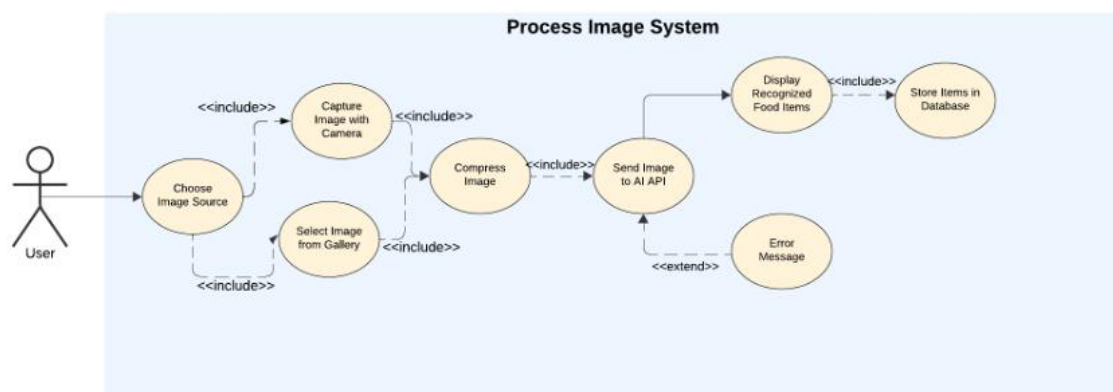 Process Image System
User
Choose
Image Source
<<include>>
Capture
Image with
Camera
<<include>>
<<include>>
Select Image
from Gallery
<<include>>
Compress
Image
<<include>>
Send Image
to AI API
Display
Recognized
Food Items
<<include>>
Store Items in
Database
Error
Message
<<extend>>